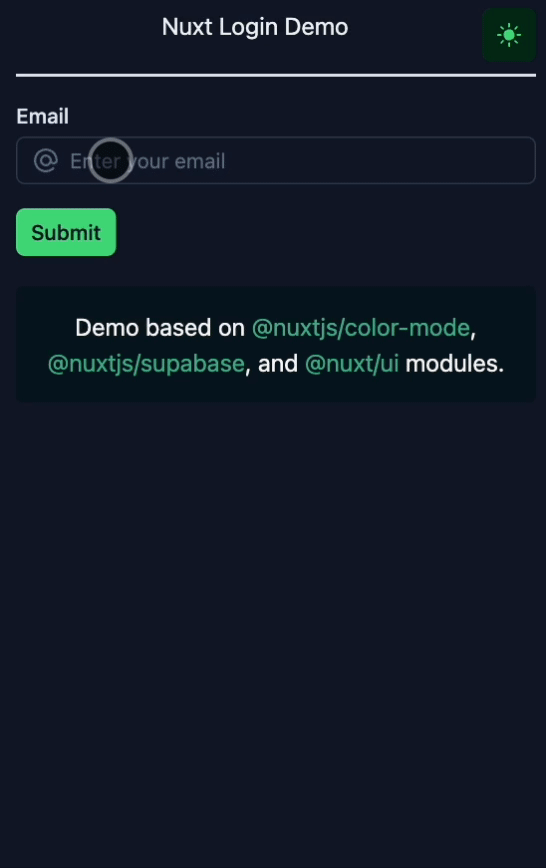 Nuxt Login Demo
Email
Enter your email
Submit
Demo based on @nuxtjs/color-mode,
@nuxtjs/supabase, and @nuxt/ui modules.